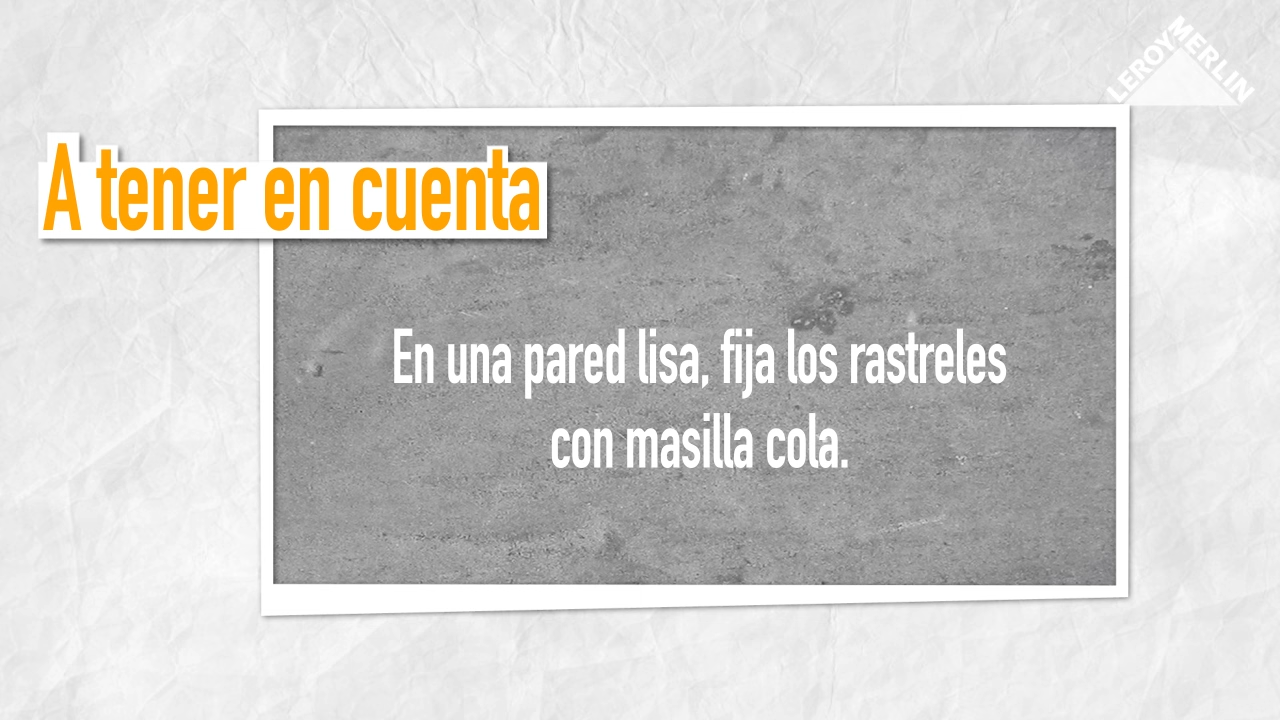 LEROY MERLIN
A tener en cuenta
En una pared lisa, fija los rastreles
con masilla cola.